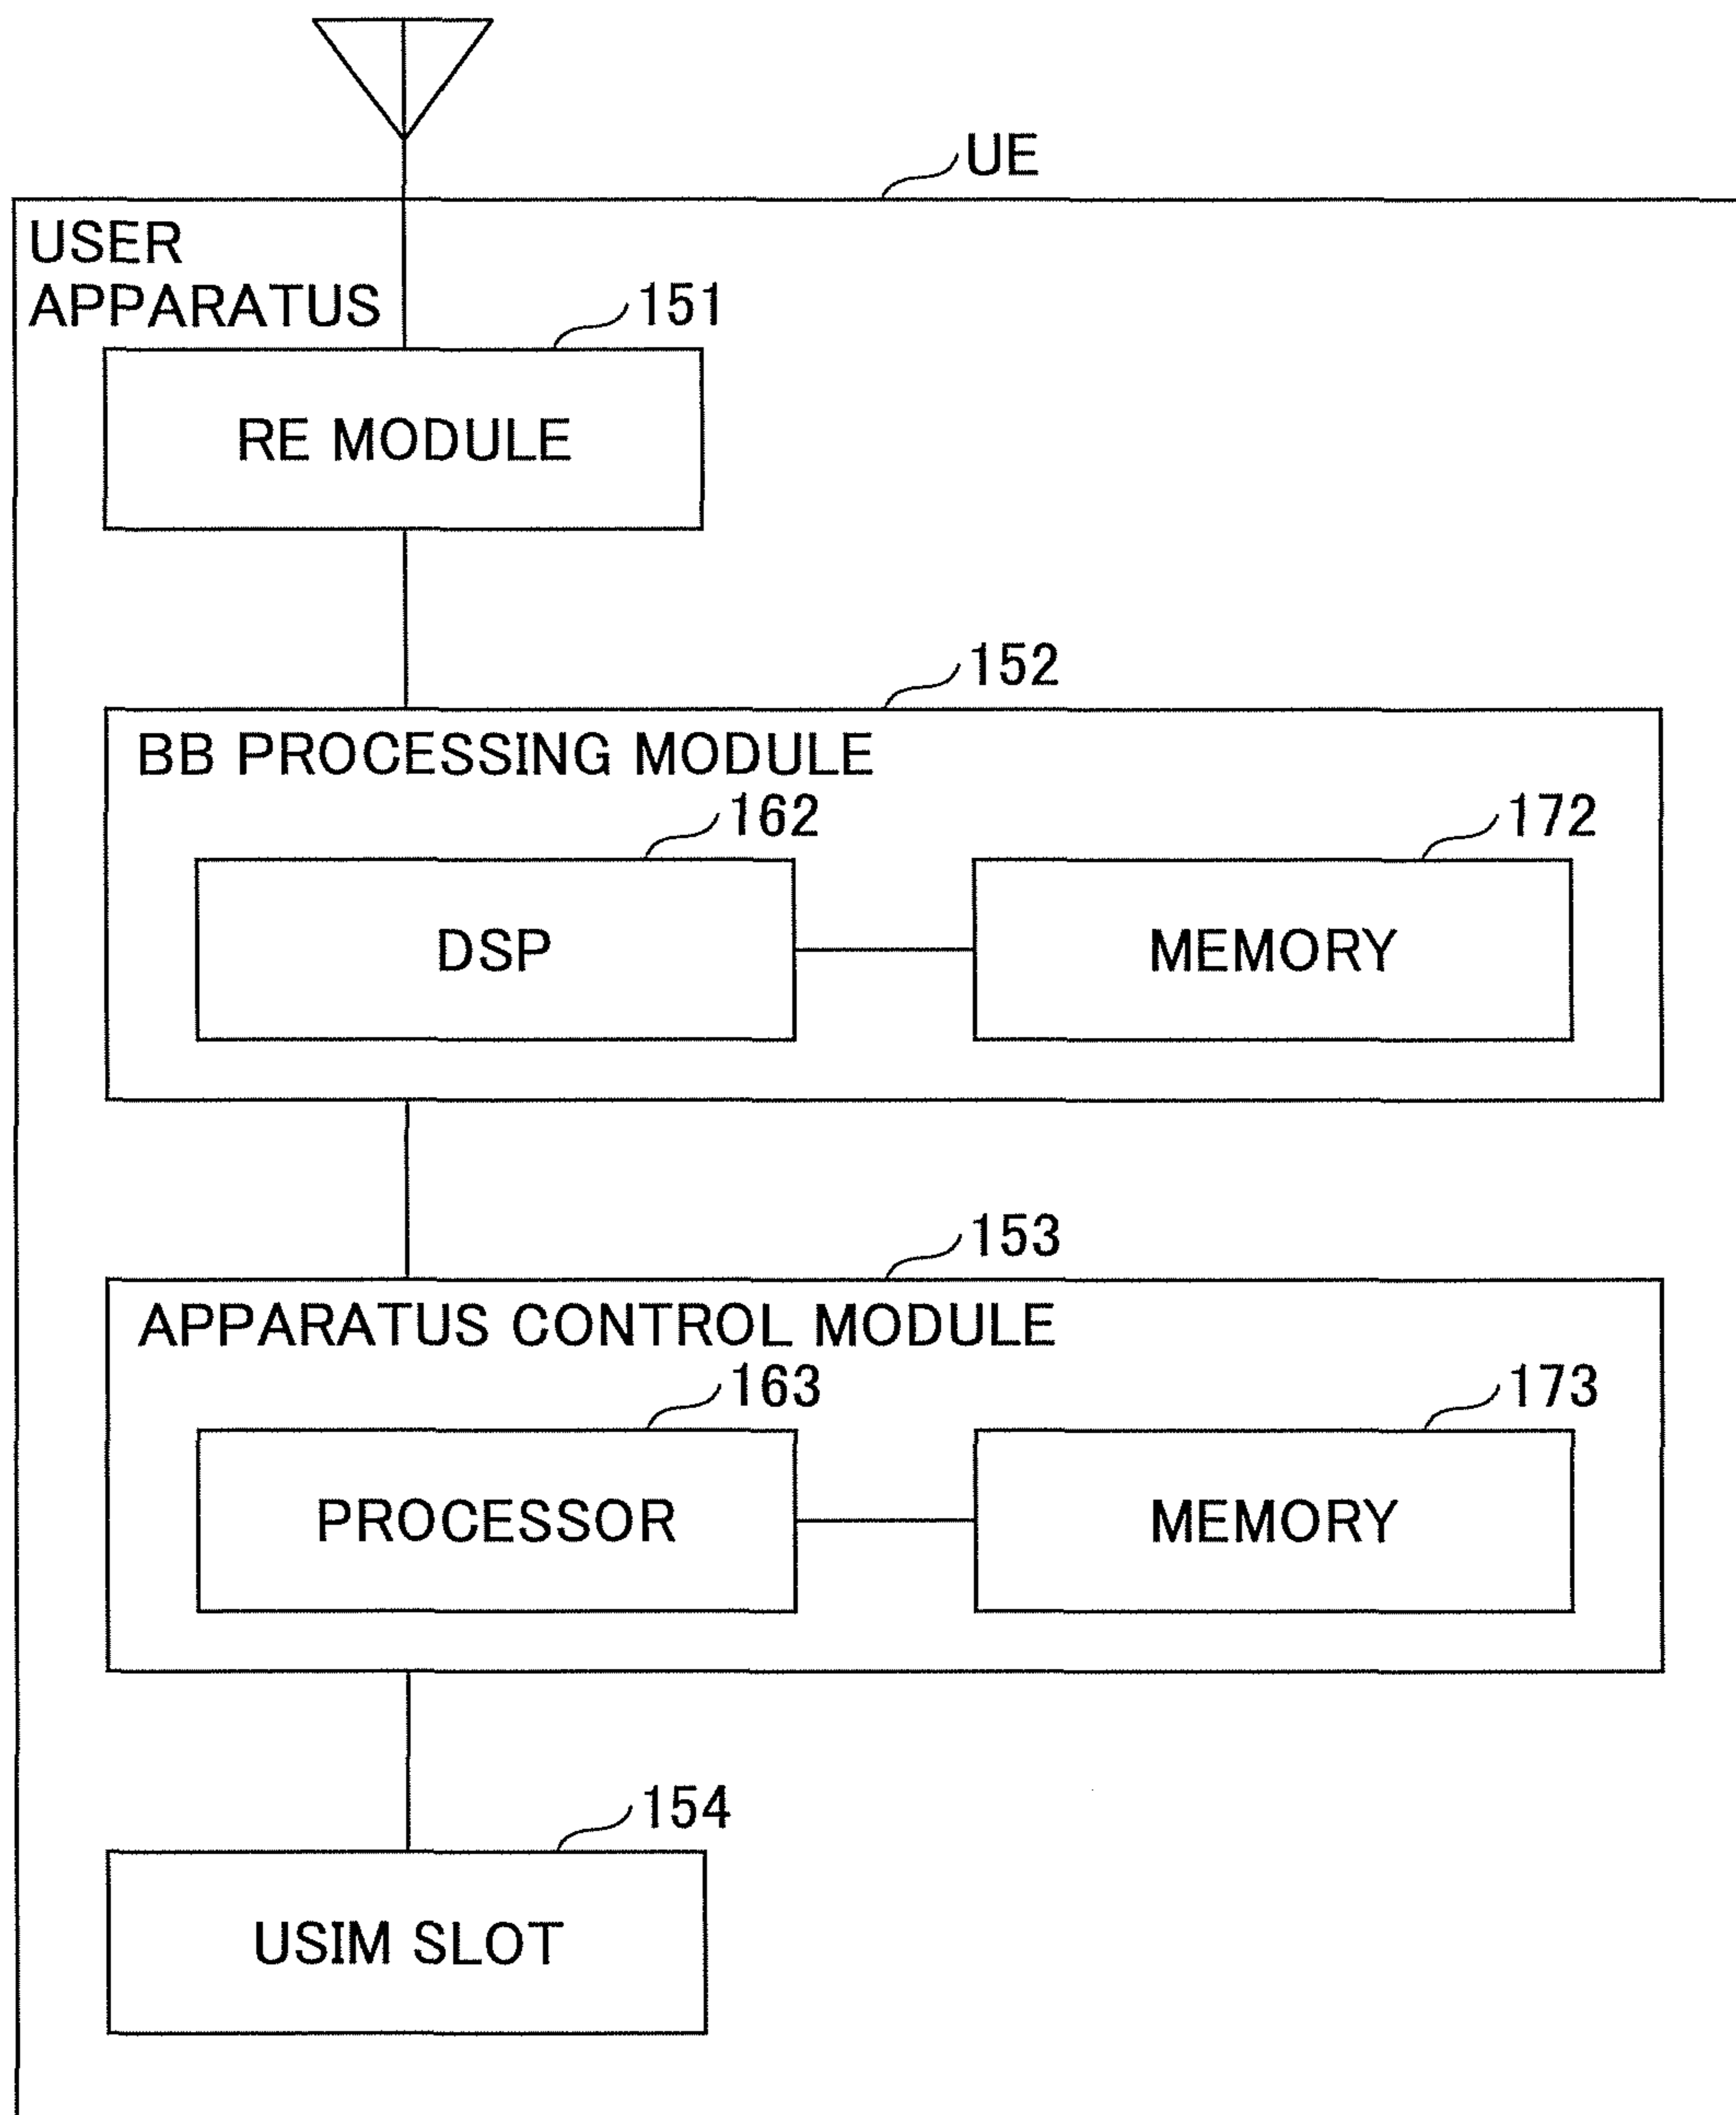 UE
USER
APPARATUS
151
RE MODULE
152
BB PROCESSING MODULE
162
172
DSP
MEMORY
153
APPARATUS CONTROL MODULE
163
173
PROCESSOR
MEMORY
154
USIM SLOT